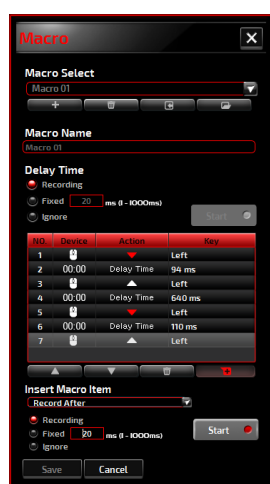 Macro
Macro Select
Macro 01
Macro Name
Macro 01
Delay Time
Recording
Fixed 20 ms (1 - 1000ms)
Ignore
Start
NO. Device Action Key
1 Left
2 00:00 Delay Time 94 ms
3 Left
4 00:00 Delay Time 640 ms
5 Left
6 00:00 Delay Time 110 ms
7 Left
Insert Macro Item
Record After
Recording
Fixed 20 ms (1 - 1000ms)
Ignore
Start
Save Cancel